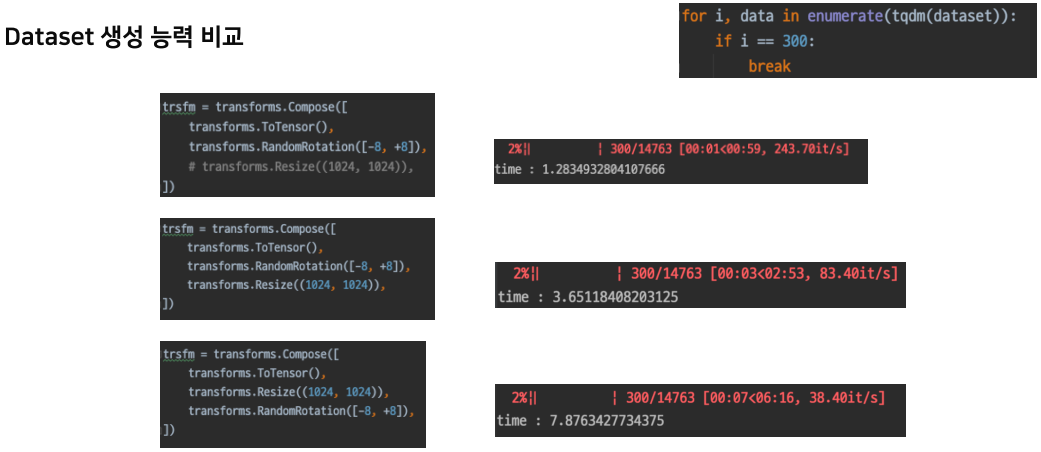 Dataset 생성 능력 비교
for i, data in enumerate(tqdm(dataset)):
    if i == 300:
        break
trsfm = transforms.Compose([
    transforms.ToTensor(),
    transforms.RandomRotation([-8, +8]),
    # transforms.Resize((1024, 1024)),
])
2%| | 300/14763 [00:01<00:59, 243.70it/s]
time : 1.2834932804107666
trsfm = transforms.Compose([
    transforms.ToTensor(),
    transforms.RandomRotation([-8, +8]),
    transforms.Resize((1024, 1024)),
])
2%| | 300/14763 [00:03<02:53, 83.40it/s]
time : 3.65118408203125
trsfm = transforms.Compose([
    transforms.ToTensor(),
    transforms.Resize((1024, 1024)),
    transforms.RandomRotation([-8, +8]),
])
2%| | 300/14763 [00:07<06:16, 38.40it/s]
time : 7.8763427734375